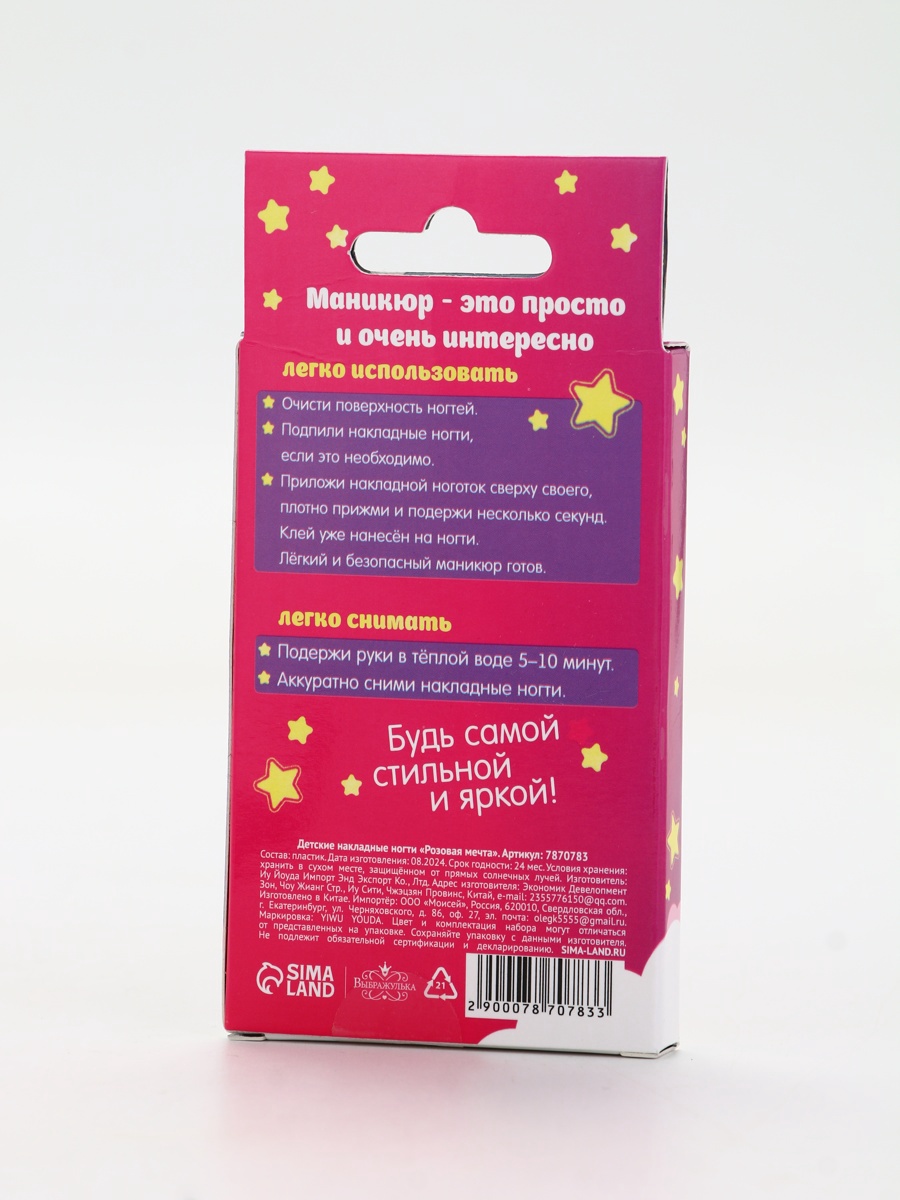 Маникюр - это просто
и очень интересно
легко использовать
Очисти поверхность ногтей.
Подпили накладные ногти,
если это необходимо.
Приложи накладной ноготок сверху своего,
плотно прижми и подержи несколько секунд.
Клей уже нанесён на ногти.
Лёгкий и безопасный маникюр готов.
легко снимать
Подержи руки в тёплой воде 5–10 минут.
Аккуратно сними накладные ногти.
Будь самой
стильной
и яркой!
Детские накладные ногти «Розовая мечта». Артикул: 7870783
Состав: пластик. Дата изготовления: 08.2024. Срок годности: 24 мес. Условия хранения:
хранить в сухом месте, защищённом от прямых солнечных лучей. Изготовитель:
Иу Йоуда Импорт Энд Экспорт Ко., Лтд. Адрес изготовителя: Экономик Девелопмент
Зон, Чоу Жианг Стр., Иу Сити, Чжэцзян Провинс, Китай, e-mail: 2355776150@qq.com.
Изготовлено в Китае. Импортёр: ООО «Моисей», Россия, 620010, Свердловская обл.,
г. Екатеринбург, ул. Черняховского, д. 86, оф. 27, эл. почта: olegk5555@gmail.ru.
Маркировка: YIWU YOUDA. Цвет и комплектация набора могут отличаться
от представленных на упаковке. Сохраняйте упаковку с данными изготовителя.
Не подлежит обязательной сертификации и декларированию. SIMA-LAND.RU
SIMA
LAND
Выбражулька
21
2 900078 707833